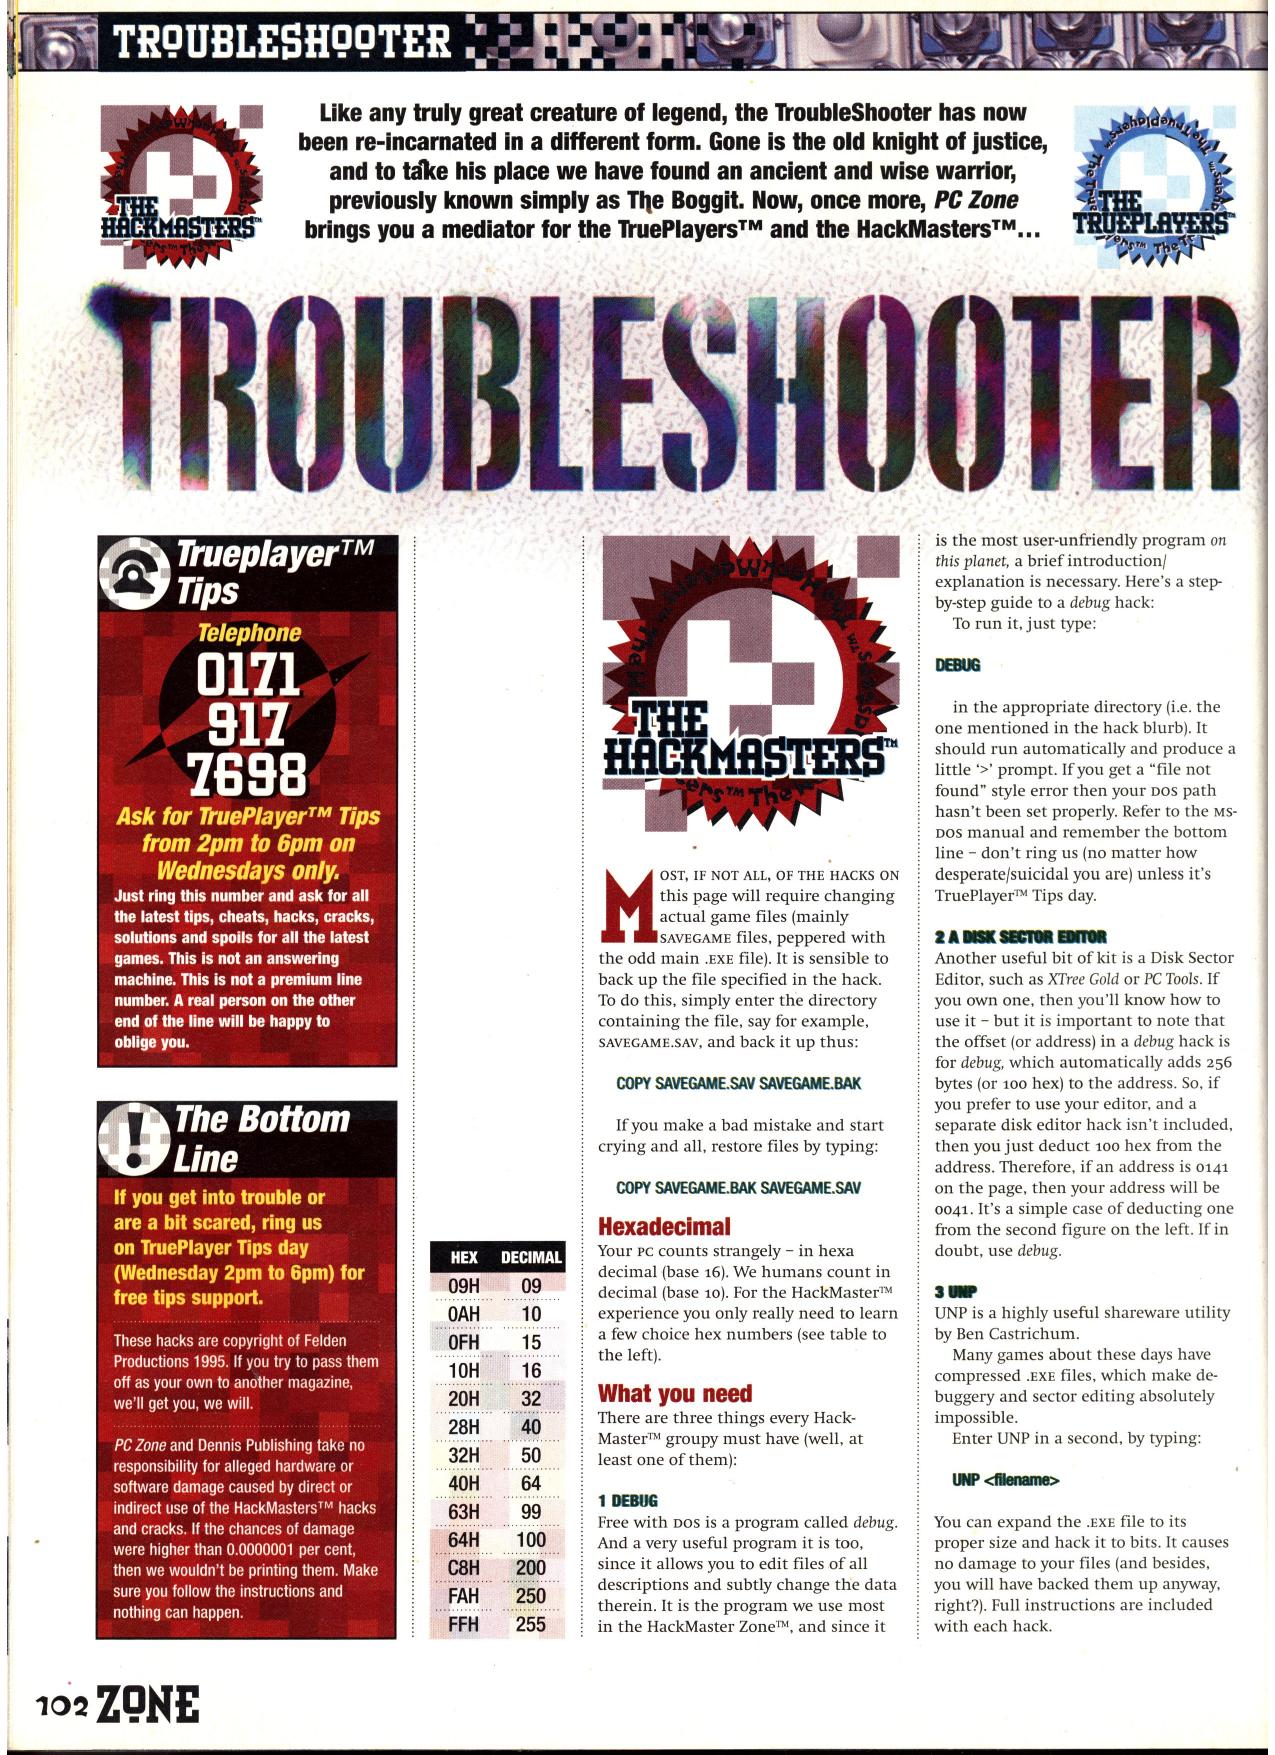 TROUBLESHOOTER
THE
HACKMASTERS™
Like any truly great creature of legend, the TroubleShooter has now
been re-incarnated in a different form. Gone is the old knight of justice,
and to take his place we have found an ancient and wise warrior,
previously known simply as The Boggit. Now, once more, PC Zone
brings you a mediator for the TruePlayers™ and the HackMasters™...
THE
TRUEPLAYERS™
TROUBLESHOOTER
Trueplayer™
Tips
Telephone
0171
917
7698
Ask for TruePlayer™ Tips
from 2pm to 6pm on
Wednesdays only.
Just ring this number and ask for all
the latest tips, cheats, hacks, cracks,
solutions and spoils for all the latest
games. This is not an answering
machine. This is not a premium line
number. A real person on the other
end of the line will be happy to
oblige you.
! The Bottom
Line
If you get into trouble or
are a bit scared, ring us
on TruePlayer Tips day
(Wednesday 2pm to 6pm) for
free tips support.
These hacks are copyright of Felden
Productions 1995. If you try to pass them
off as your own to another magazine,
we'll get you, we will.
PC Zone and Dennis Publishing take no
responsibility for alleged hardware or
software damage caused by direct or
indirect use of the HackMasters™ hacks
and cracks. If the chances of damage
were higher than 0.0000001 per cent,
then we wouldn't be printing them. Make
sure you follow the instructions and
nothing can happen.
HEX DECIMAL
09H 09
0AH 10
0FH 15
10H 16
20H 32
28H 40
32H 50
40H 64
63H 99
64H 100
C8H 200
FAH 250
FFH 255
THE
HACKMASTERS™
MOST, IF NOT ALL, OF THE HACKS ON
this page will require changing
actual game files (mainly
SAVEGAME files, peppered with
the odd main .EXE file). It is sensible to
back up the file specified in the hack.
To do this, simply enter the directory
containing the file, say for example,
SAVEGAME.SAV, and back it up thus:
COPY SAVEGAME.SAV SAVEGAME.BAK
If you make a bad mistake and start
crying and all, restore files by typing:
COPY SAVEGAME.BAK SAVEGAME.SAV
Hexadecimal
Your PC counts strangely – in hexa
decimal (base 16). We humans count in
decimal (base 10). For the HackMaster™
experience you only really need to learn
a few choice hex numbers (see table to
the left).
What you need
There are three things every Hack-
Master™ groupy must have (well, at
least one of them):
1 DEBUG
Free with DOS is a program called debug.
And a very useful program it is too,
since it allows you to edit files of all
descriptions and subtly change the data
therein. It is the program we use most
in the HackMaster Zone™, and since it
is the most user-unfriendly program on
this planet, a brief introduction/
explanation is necessary. Here's a step-
by-step guide to a debug hack:
To run it, just type:
DEBUG
in the appropriate directory (i.e. the
one mentioned in the hack blurb). It
should run automatically and produce a
little '>' prompt. If you get a "file not
found" style error then your DOS path
hasn't been set properly. Refer to the MS-
DOS manual and remember the bottom
line – don't ring us (no matter how
desperate/suicidal you are) unless it's
TruePlayer™ Tips day.
2 A DISK SECTOR EDITOR
Another useful bit of kit is a Disk Sector
Editor, such as XTree Gold or PC Tools. If
you own one, then you'll know how to
use it – but it is important to note that
the offset (or address) in a debug hack is
for debug, which automatically adds 256
bytes (or 100 hex) to the address. So, if
you prefer to use your editor, and a
separate disk editor hack isn't included,
then you just deduct 100 hex from the
address. Therefore, if an address is 0141
on the page, then your address will be
0041. It's a simple case of deducting one
from the second figure on the left. If in
doubt, use debug.
3 UNP
UNP is a highly useful shareware utility
by Ben Castrichum.
Many games about these days have
compressed .EXE files, which make de-
buggery and sector editing absolutely
impossible.
Enter UNP in a second, by typing:
UNP <filename>
You can expand the .EXE file to its
proper size and hack it to bits. It causes
no damage to your files (and besides,
you will have backed them up anyway,
right?). Full instructions are included
with each hack.
102 ZONE